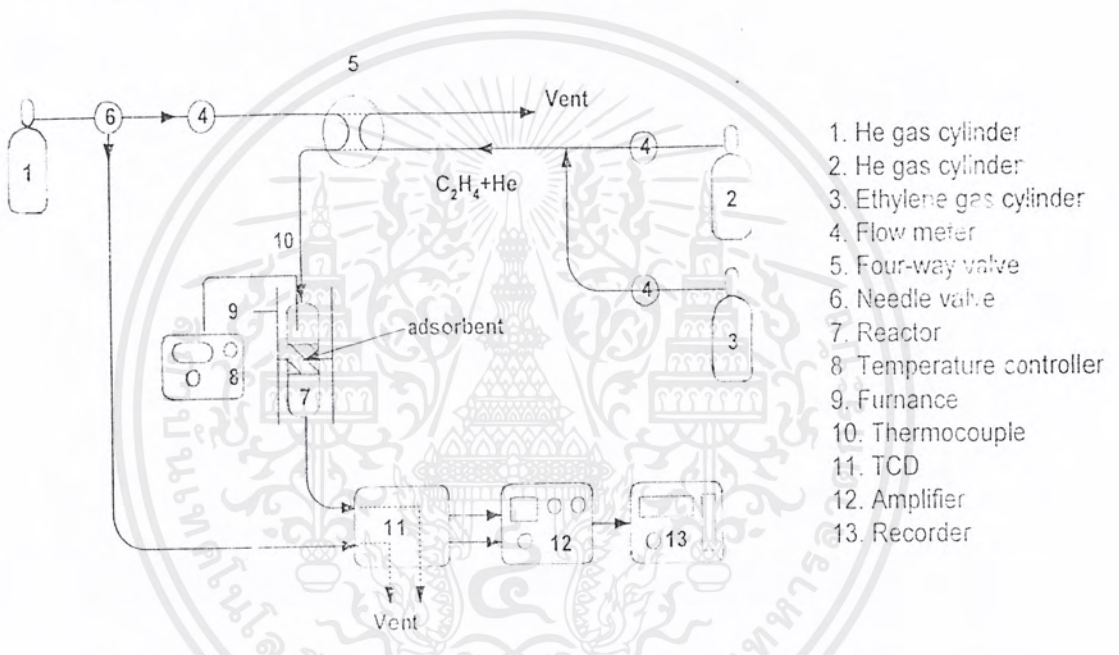 5
Vent
6
4
4
1
C₂H₄+He
2
10
4
3
9
adsorbent
8
7
11
12
13
Vent
1. He gas cylinder
2. He gas cylinder
3. Ethylene gas cylinder
4. Flow meter
5. Four-way valve
6. Needle valve
7. Reactor
8 Temperature controller
9. Furnance
10. Thermocouple
11. TCD
12. Amplifier
13. Recorder